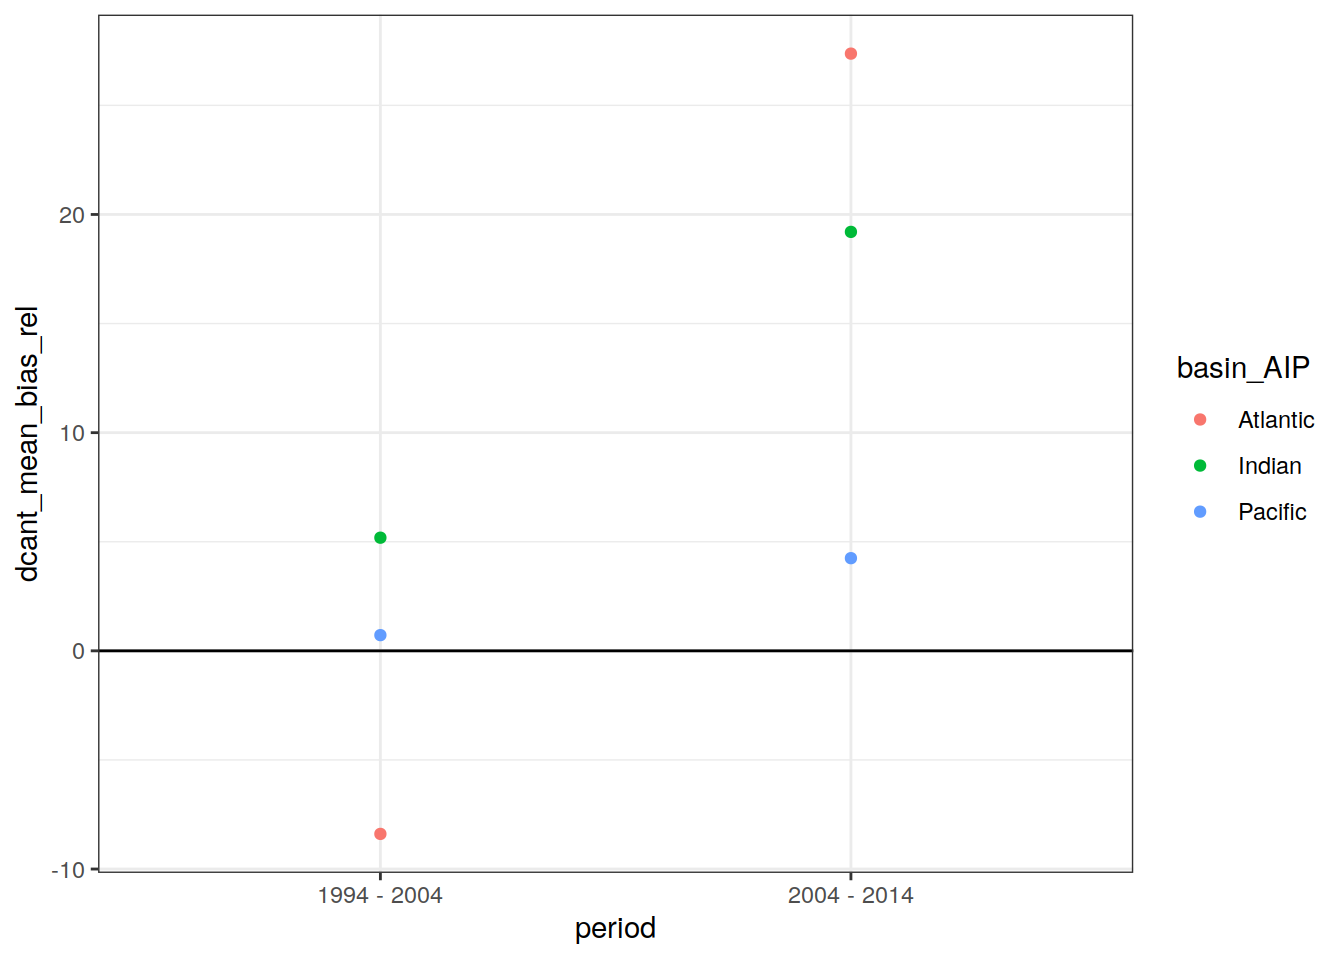 dcant_mean_bias_rel
20
10
0
-10
1994 - 2004
2004 - 2014
period
basin_AIP
Atlantic
Indian
Pacific